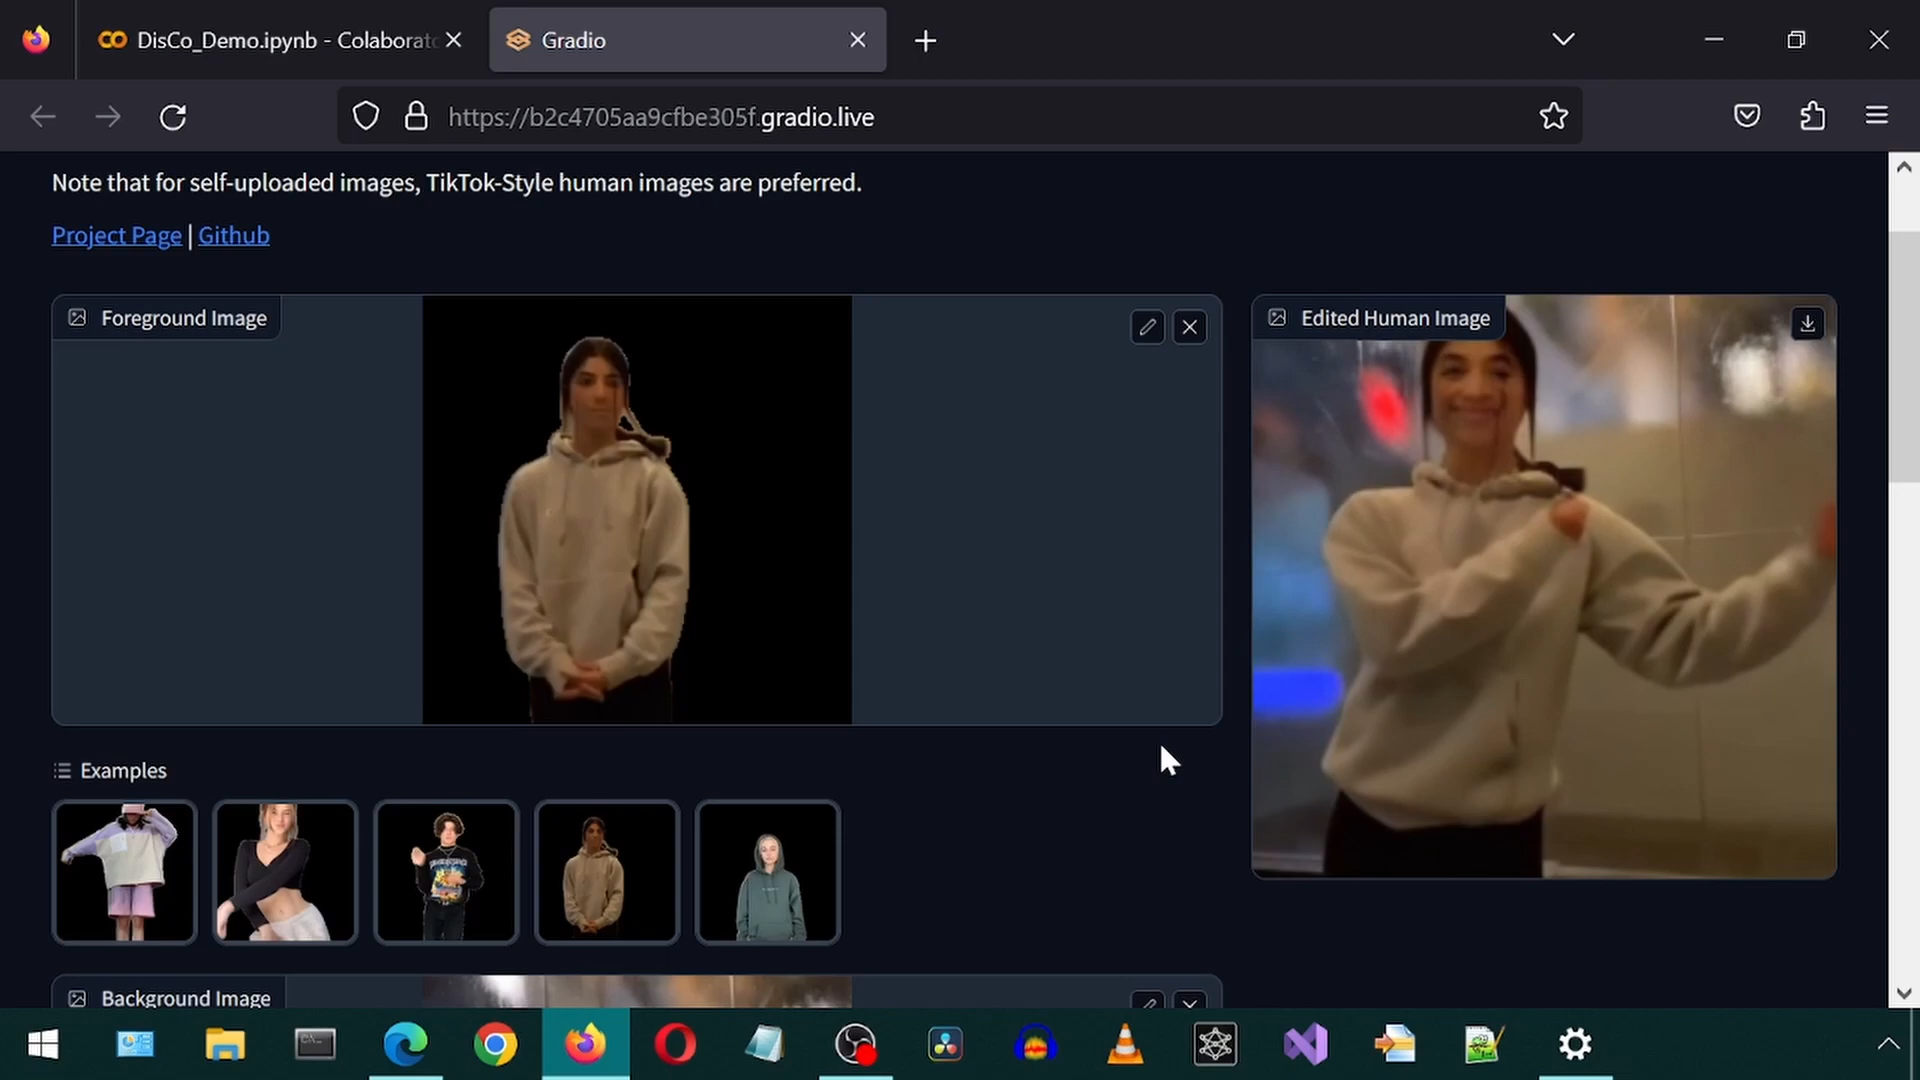 DisCo_Demo.ipynb - Colaborato
Gradio
https://b2c4705aa9cfbe305f.gradio.live
Note that for self-uploaded images, TikTok-Style human images are preferred.
Project Page | Github
Foreground Image
Edited Human Image
Examples
Background Image